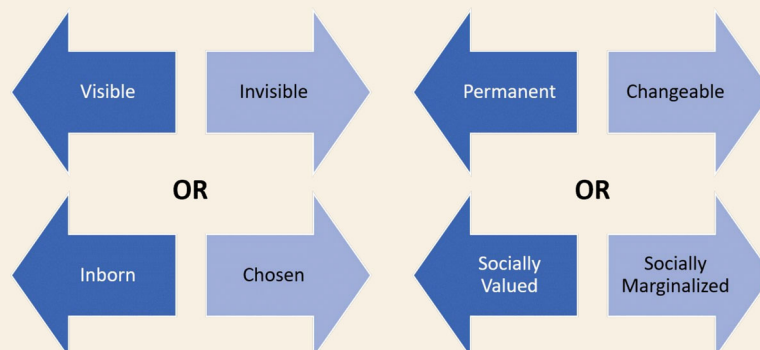 Visible
Invisible
Permanent
Changeable
OR
OR
Inborn
Chosen
Socially
Valued
Socially
Marginalized